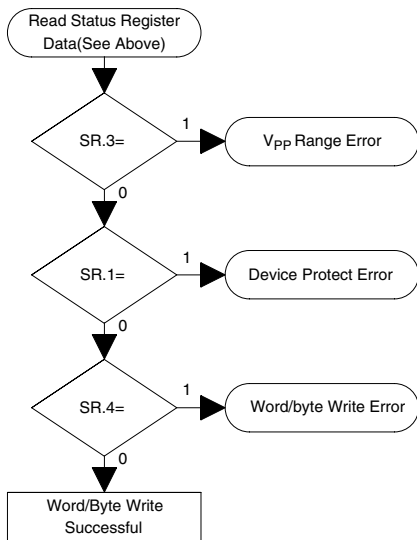 Read Status Register
Data(See Above)
SR.3=
1
VPP Range Error
0
SR.1=
1
Device Protect Error
0
SR.4=
1
Word/byte Write Error
0
Word/Byte Write
Successful